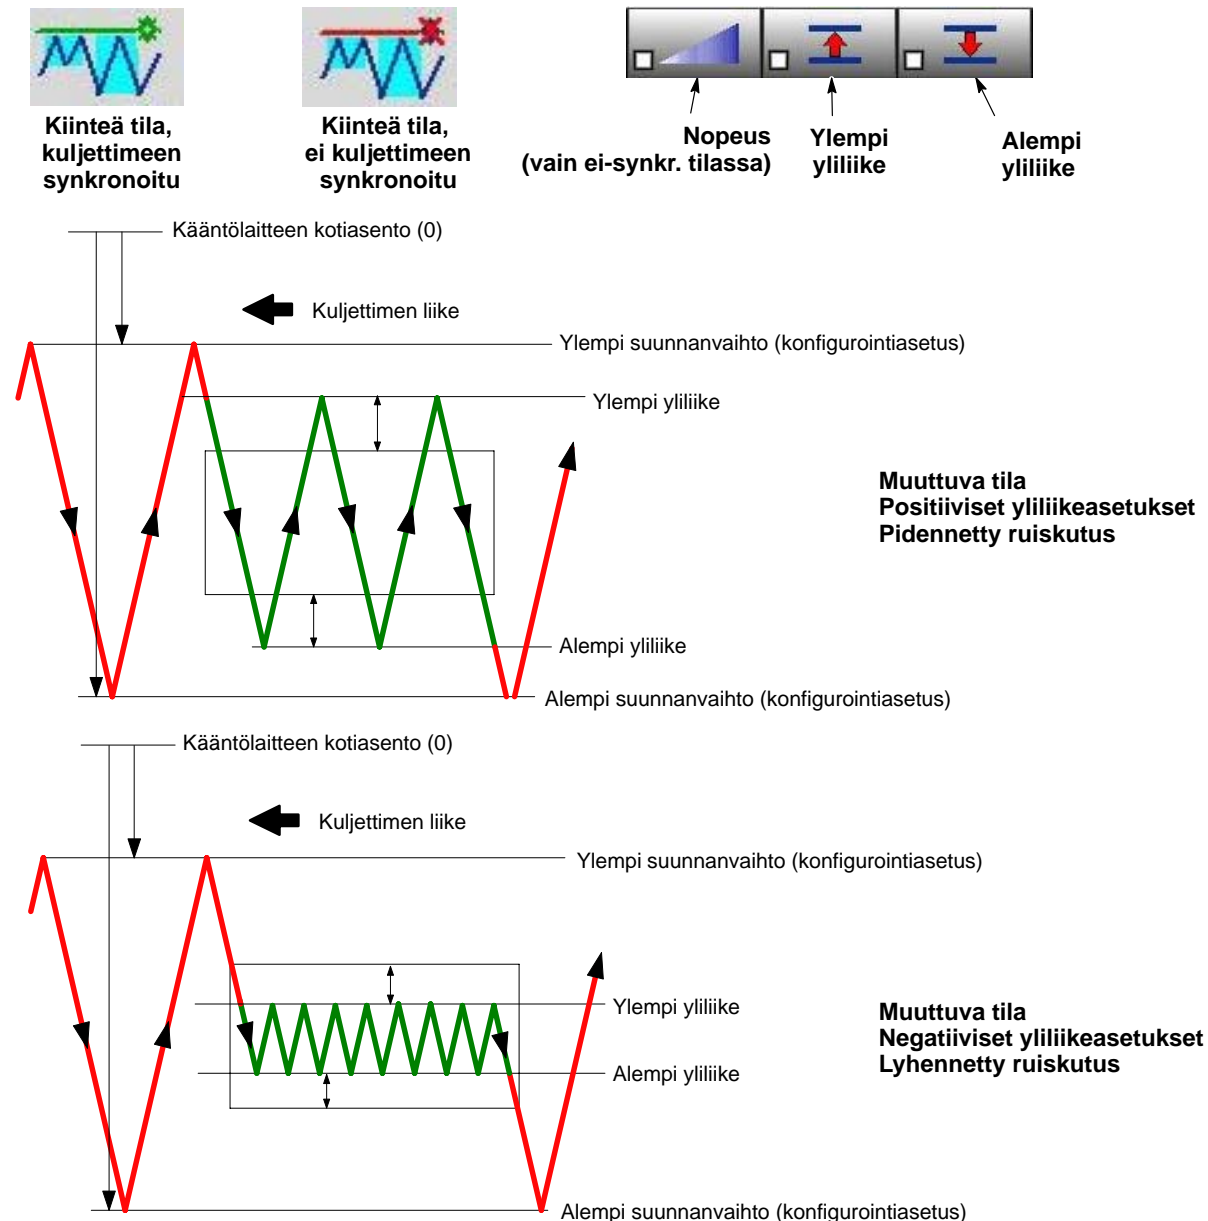 Kiinteä tila,
kuljettimeen
synkronoitu
Kiinteä tila,
ei kuljettimeen
synkronoitu
Nopeus
(vain ei-synkr. tilassa)
Ylempi
yliliike
Alempi
yliliike
Kääntölaitteen kotiasento (0)
Kuljettimen liike
Ylempi suunnanvaihto (konfigurointiasetus)
Ylempi yliliike
Muuttuva tila
Positiiviset yliliikeasetukset
Pidennetty ruiskutus
Alempi yliliike
Alempi suunnanvaihto (konfigurointiasetus)
Kääntölaitteen kotiasento (0)
Kuljettimen liike
Ylempi suunnanvaihto (konfigurointiasetus)
Ylempi yliliike
Muuttuva tila
Negatiiviset yliliikeasetukset
Lyhennetty ruiskutus
Alempi yliliike
Alempi suunnanvaihto (konfigurointiasetus)